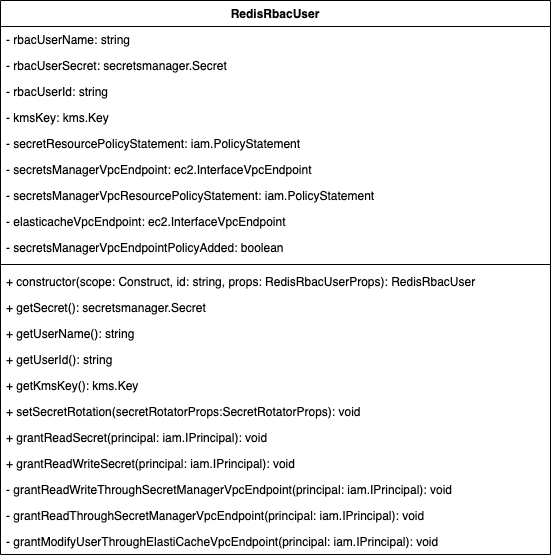 RedisRbacUser
- rbacUserName: string
- rbacUserSecret: secretsmanager.Secret
- rbacUserId: string
- kmsKey: kms.Key
- secretResourcePolicyStatement: iam.PolicyStatement
- secretsManagerVpcEndpoint: ec2.InterfaceVpcEndpoint
- secretsManagerVpcResourcePolicyStatement: iam.PolicyStatement
- elasticacheVpcEndpoint: ec2.InterfaceVpcEndpoint
- secretsManagerVpcEndpointPolicyAdded: boolean
+ constructor(scope: Construct, id: string, props: RedisRbacUserProps): RedisRbacUser
+ getSecret(): secretsmanager.Secret
+ getUserName(): string
+ getUserId(): string
+ getKmsKey(): kms.Key
+ setSecretRotation(secretRotatorProps:SecretRotatorProps): void
+ grantReadSecret(principal: iam.IPrincipal): void
+ grantReadWriteSecret(principal: iam.IPrincipal): void
- grantReadWriteThroughSecretManagerVpcEndpoint(principal: iam.IPrincipal): void
- grantReadThroughSecretManagerVpcEndpoint(principal: iam.IPrincipal): void
- grantModifyUserThroughElastiCacheVpcEndpoint(principal: iam.IPrincipal): void